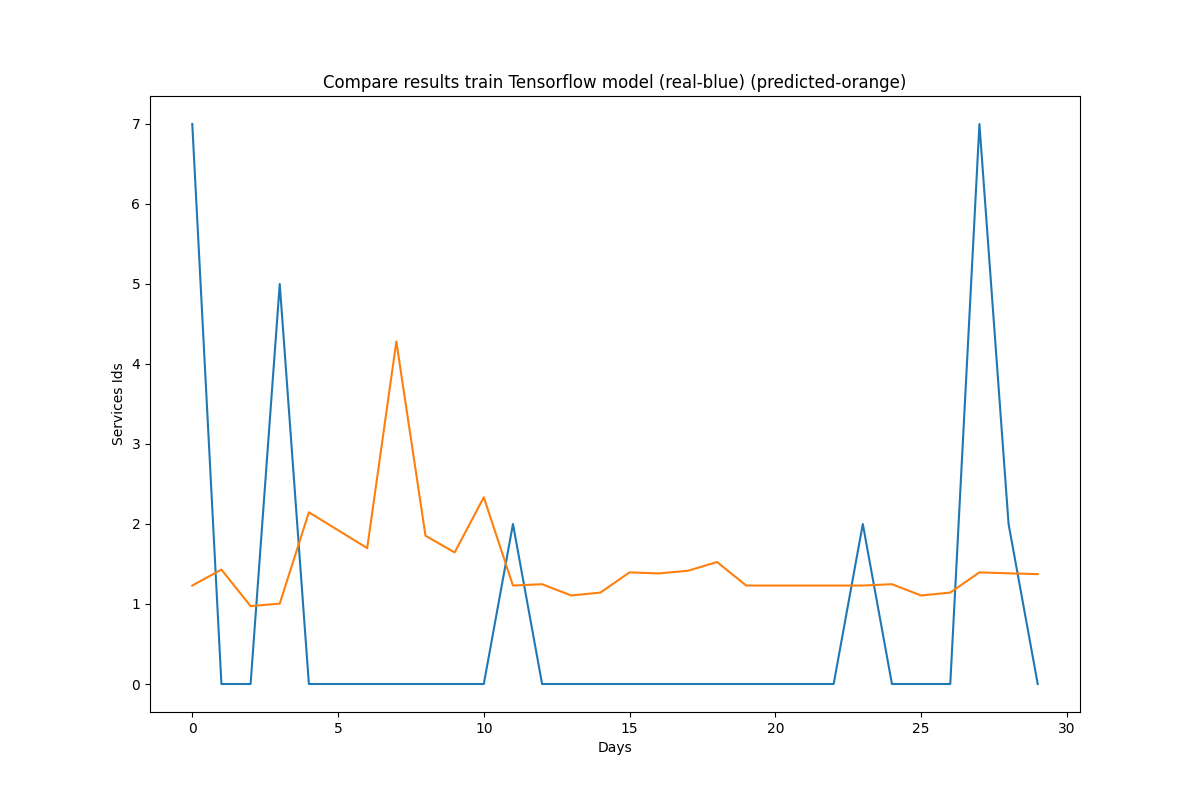 Compare results train Tensorflow model (real-blue) (predicted-orange)
7
6
5
4
3
2
1
0
Services Ids
0 5 10 15 20 25 30
Days